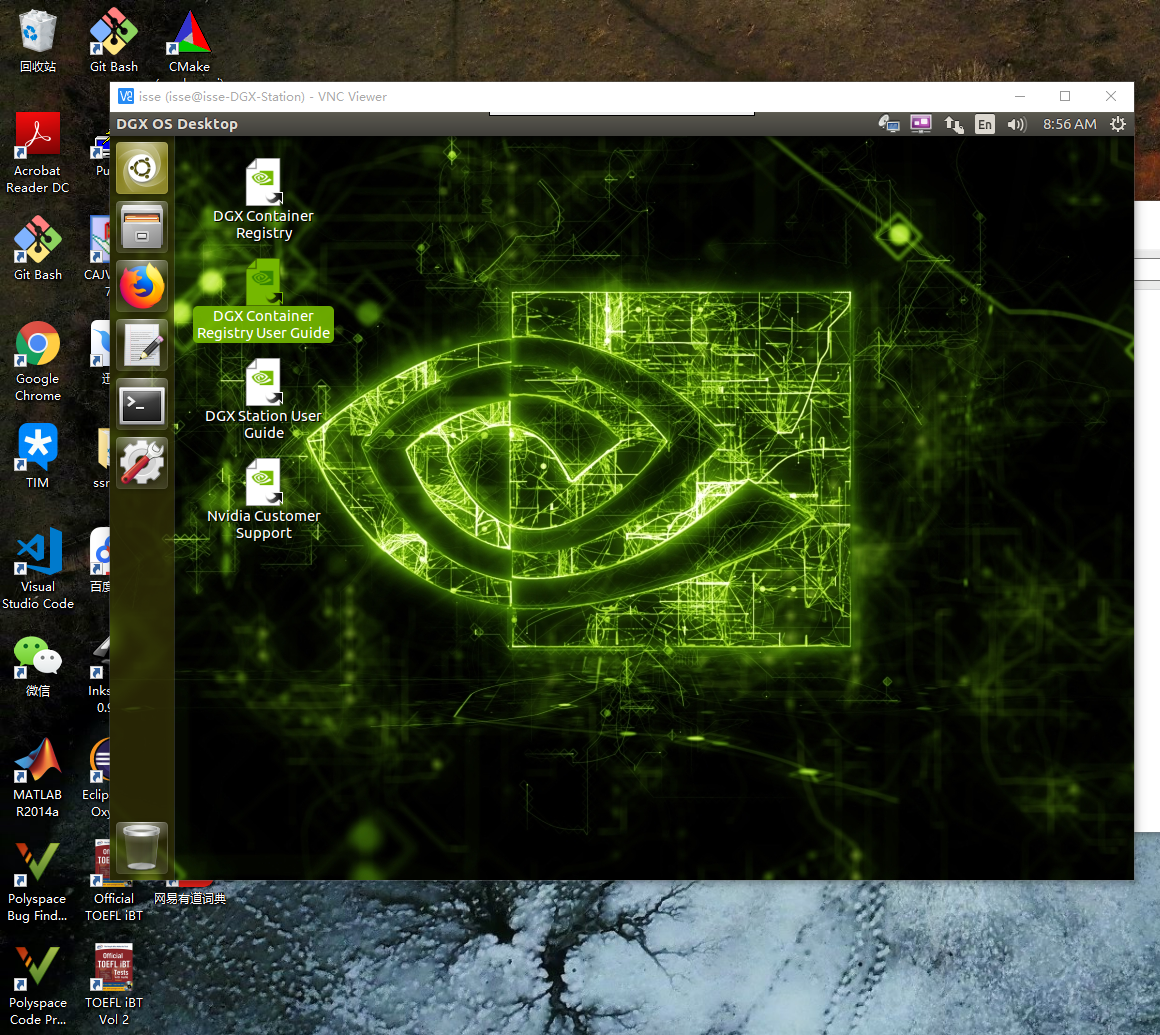 回收站
Git Bash
CMake
isse (isse@isse-DGX-Station) - VNC Viewer
DGX OS Desktop
En
8:56 AM
Acrobat
Reader DC
Pu
Git Bash
CAJV
7
Google
Chrome
迅
TIM
ssr
Visual
Studio Code
百度
微信
Inks
0.9
MATLAB
R2014a
Eclip
Oxy
Polyspace
Bug Find...
Official
TOEFL iBT
网易有道词典
Polyspace
Code Pr...
Official
TOEFL iBT
Tests
TOEFL iBT
Vol 2
DGX Container
Registry
DGX Container
Registry User Guide
DGX Station User
Guide
Nvidia Customer
Support